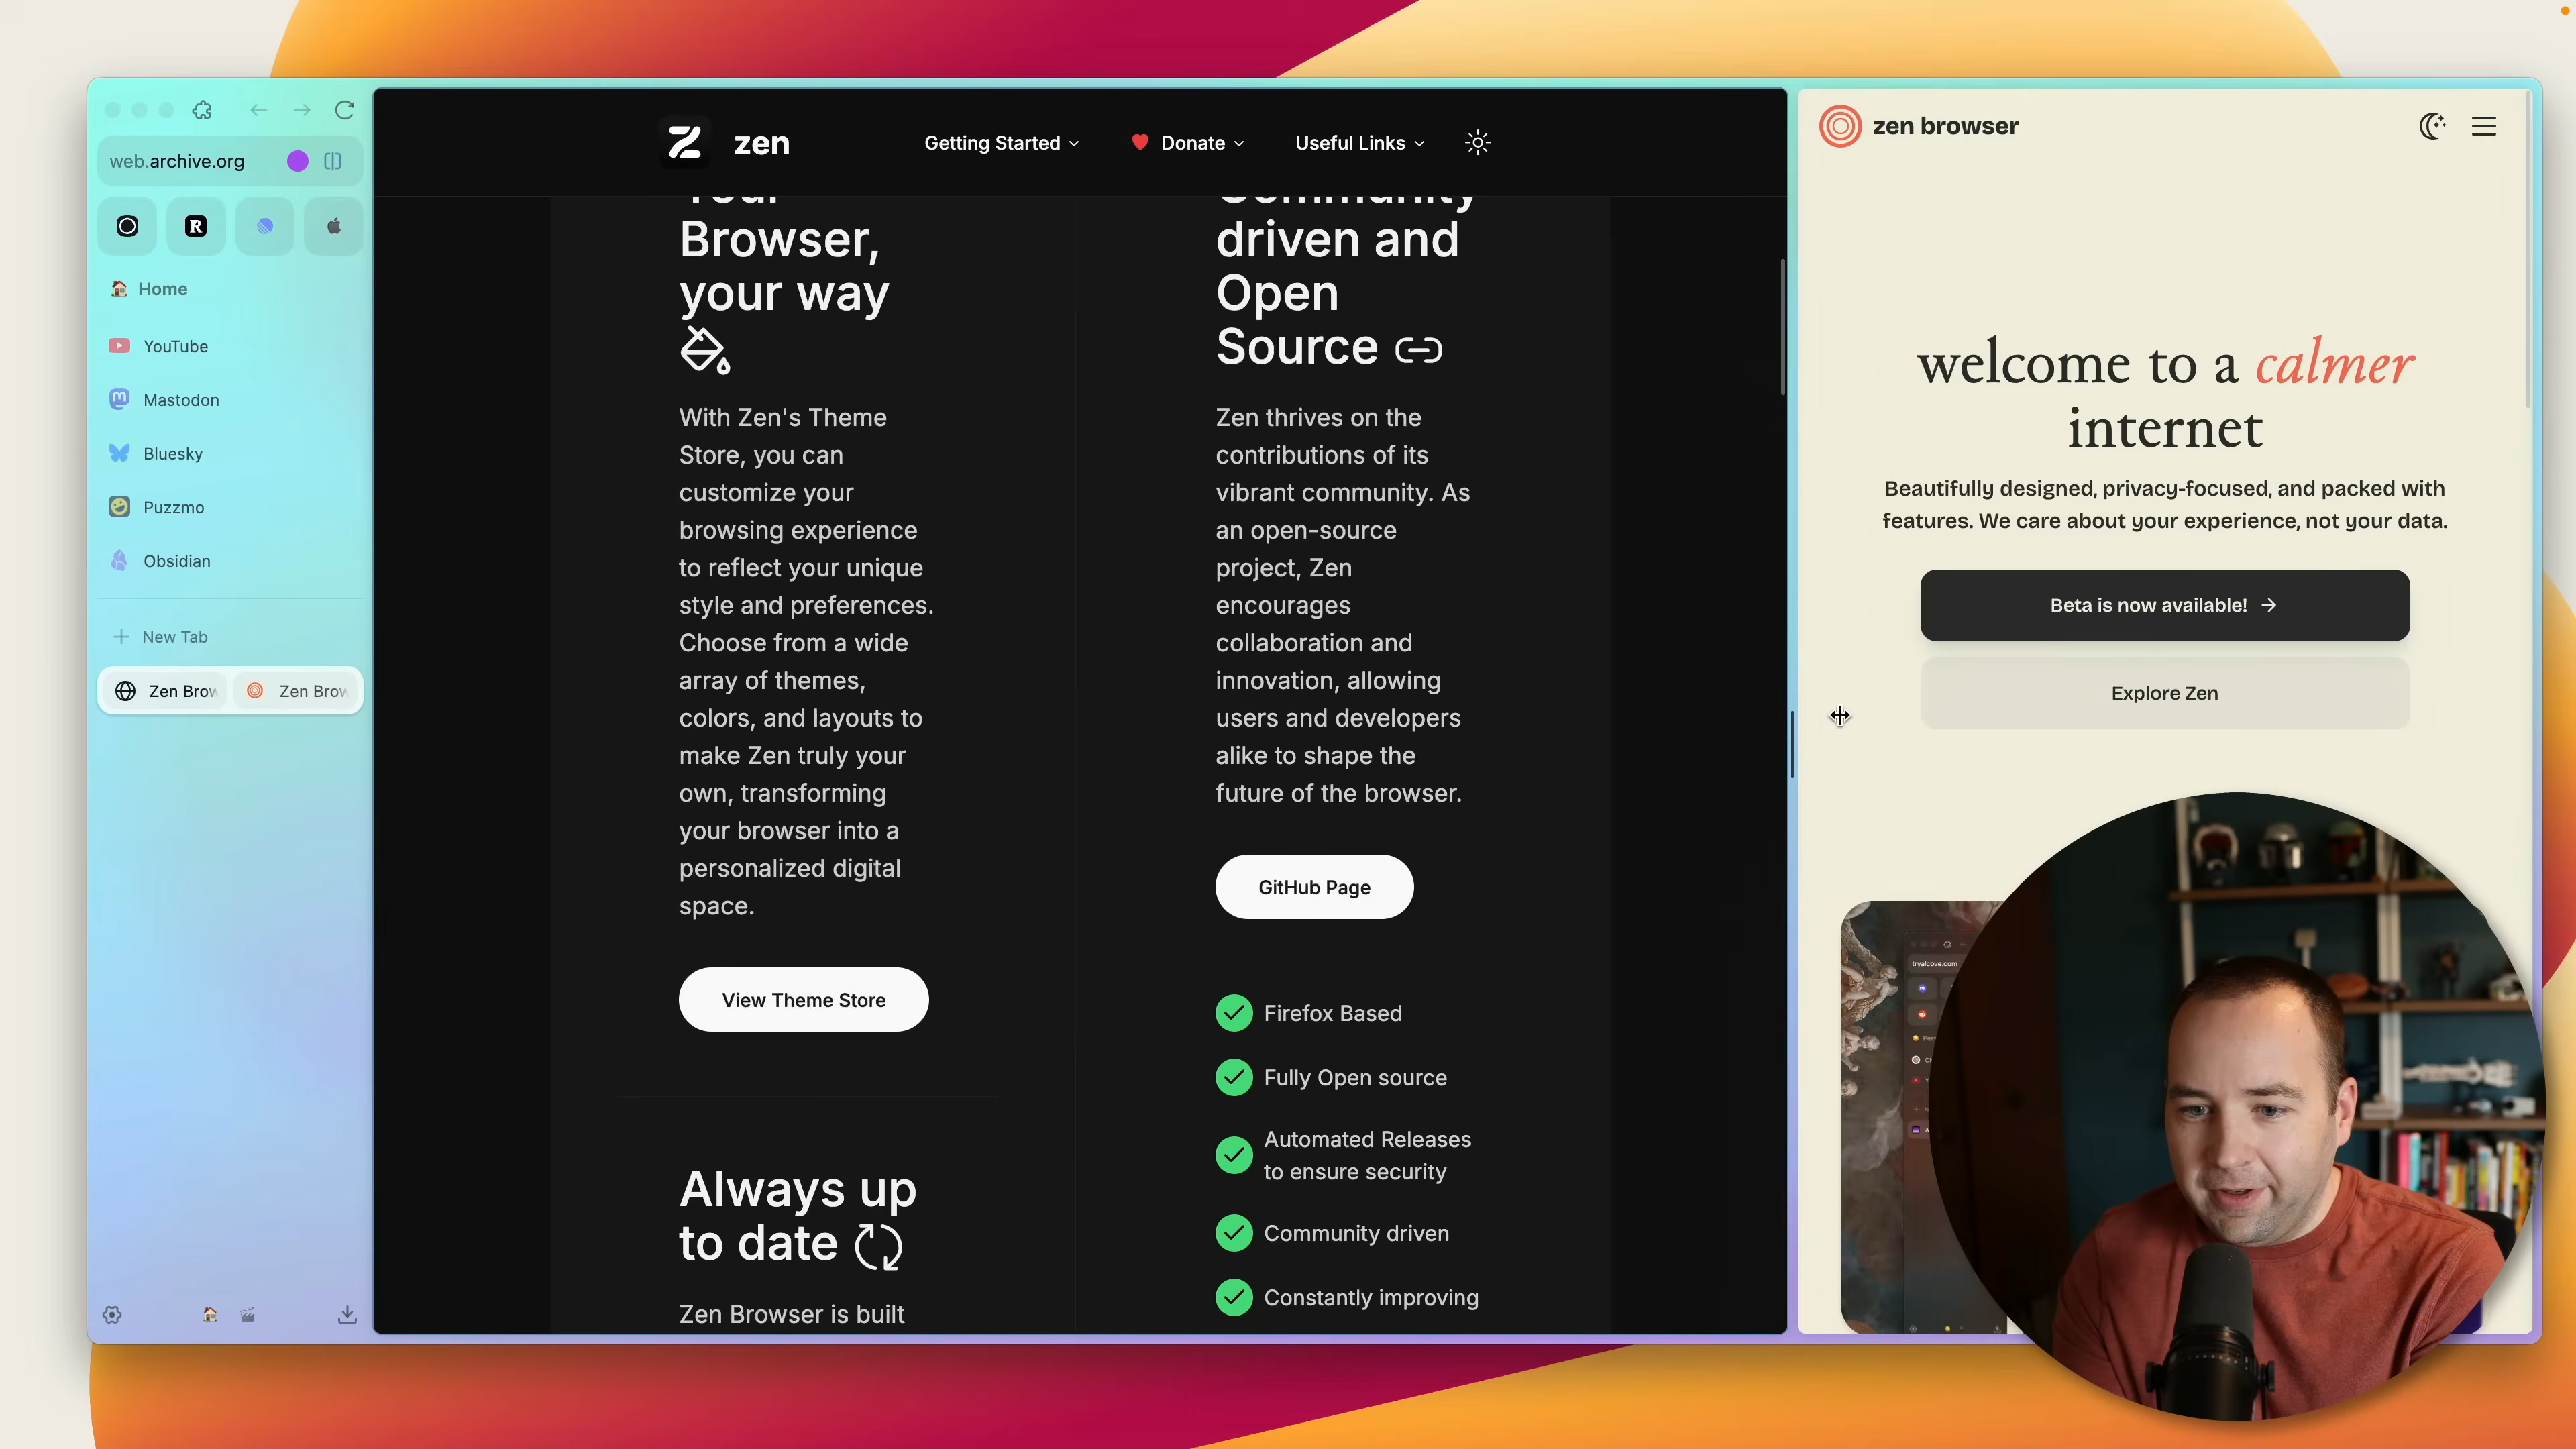 web.archive.org
Home
YouTube
Mastodon
Bluesky
Puzzmo
Obsidian
New Tab
Zen Brow
Zen Brow
zen
Getting Started
Donate
Useful Links
Browser,
your way
With Zen's Theme
Store, you can
customize your
browsing experience
to reflect your unique
style and preferences.
Choose from a wide
array of themes,
colors, and layouts to
make Zen truly your
own, transforming
your browser into a
personalized digital
space.
View Theme Store
Always up
to date
Zen Browser is built
Community
driven and
Open
Source
Zen thrives on the
contributions of its
vibrant community. As
an open-source
project, Zen
encourages
collaboration and
innovation, allowing
users and developers
alike to shape the
future of the browser.
GitHub Page
Firefox Based
Fully Open source
Automated Releases
to ensure security
Community driven
Constantly improving
zen browser
welcome to a calmer
internet
Beautifully designed, privacy-focused, and packed with
features. We care about your experience, not your data.
Beta is now available!
Explore Zen
tryalcove.com